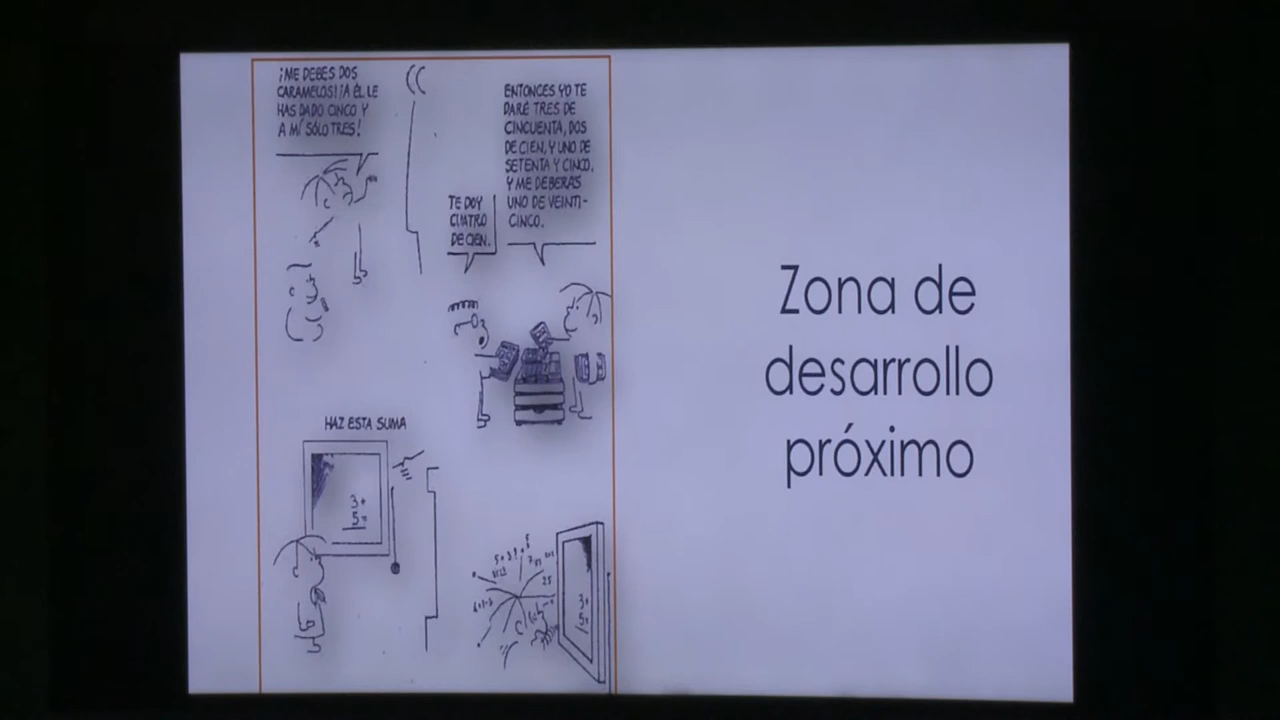 ¡ME DEBES DOS
CARAMELOS! ¡A ÉL LE
HAS DADO CINCO Y
A MÍ SÓLO TRES!
ENTONCES YO TE
DARÉ TRES DE
CINCUENTA, DOS
DE CIEN, Y UNO DE
SETENTA Y CINCO.
Y ME DEBERÁS
UNO DE VEINTI-
CINCO.
TE DOY
CUATRO
DE CIEN.
HAZ ESTA SUMA
3+
5=
3+
5=
25
Zona de
desarrollo
próximo